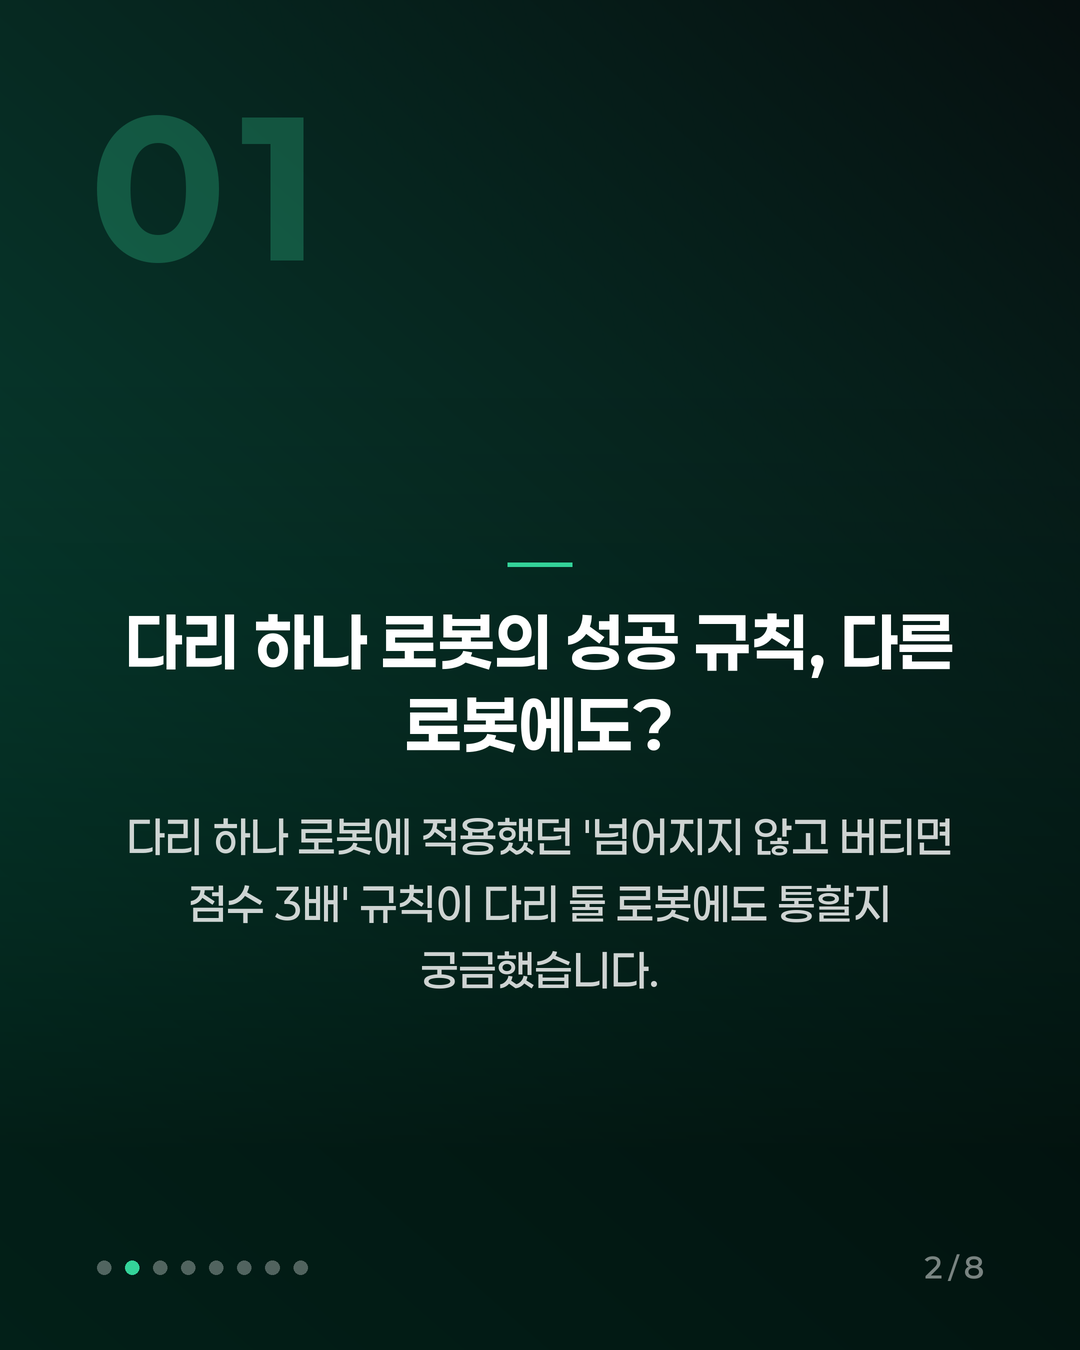 01
다리 하나 로봇의 성공 규칙, 다른
로봇에도?
다리 하나 로봇에 적용했던 '넘어지지 않고 버티면
점수 3배' 규칙이 다리 둘 로봇에도 통할지
궁금했습니다.
2/8